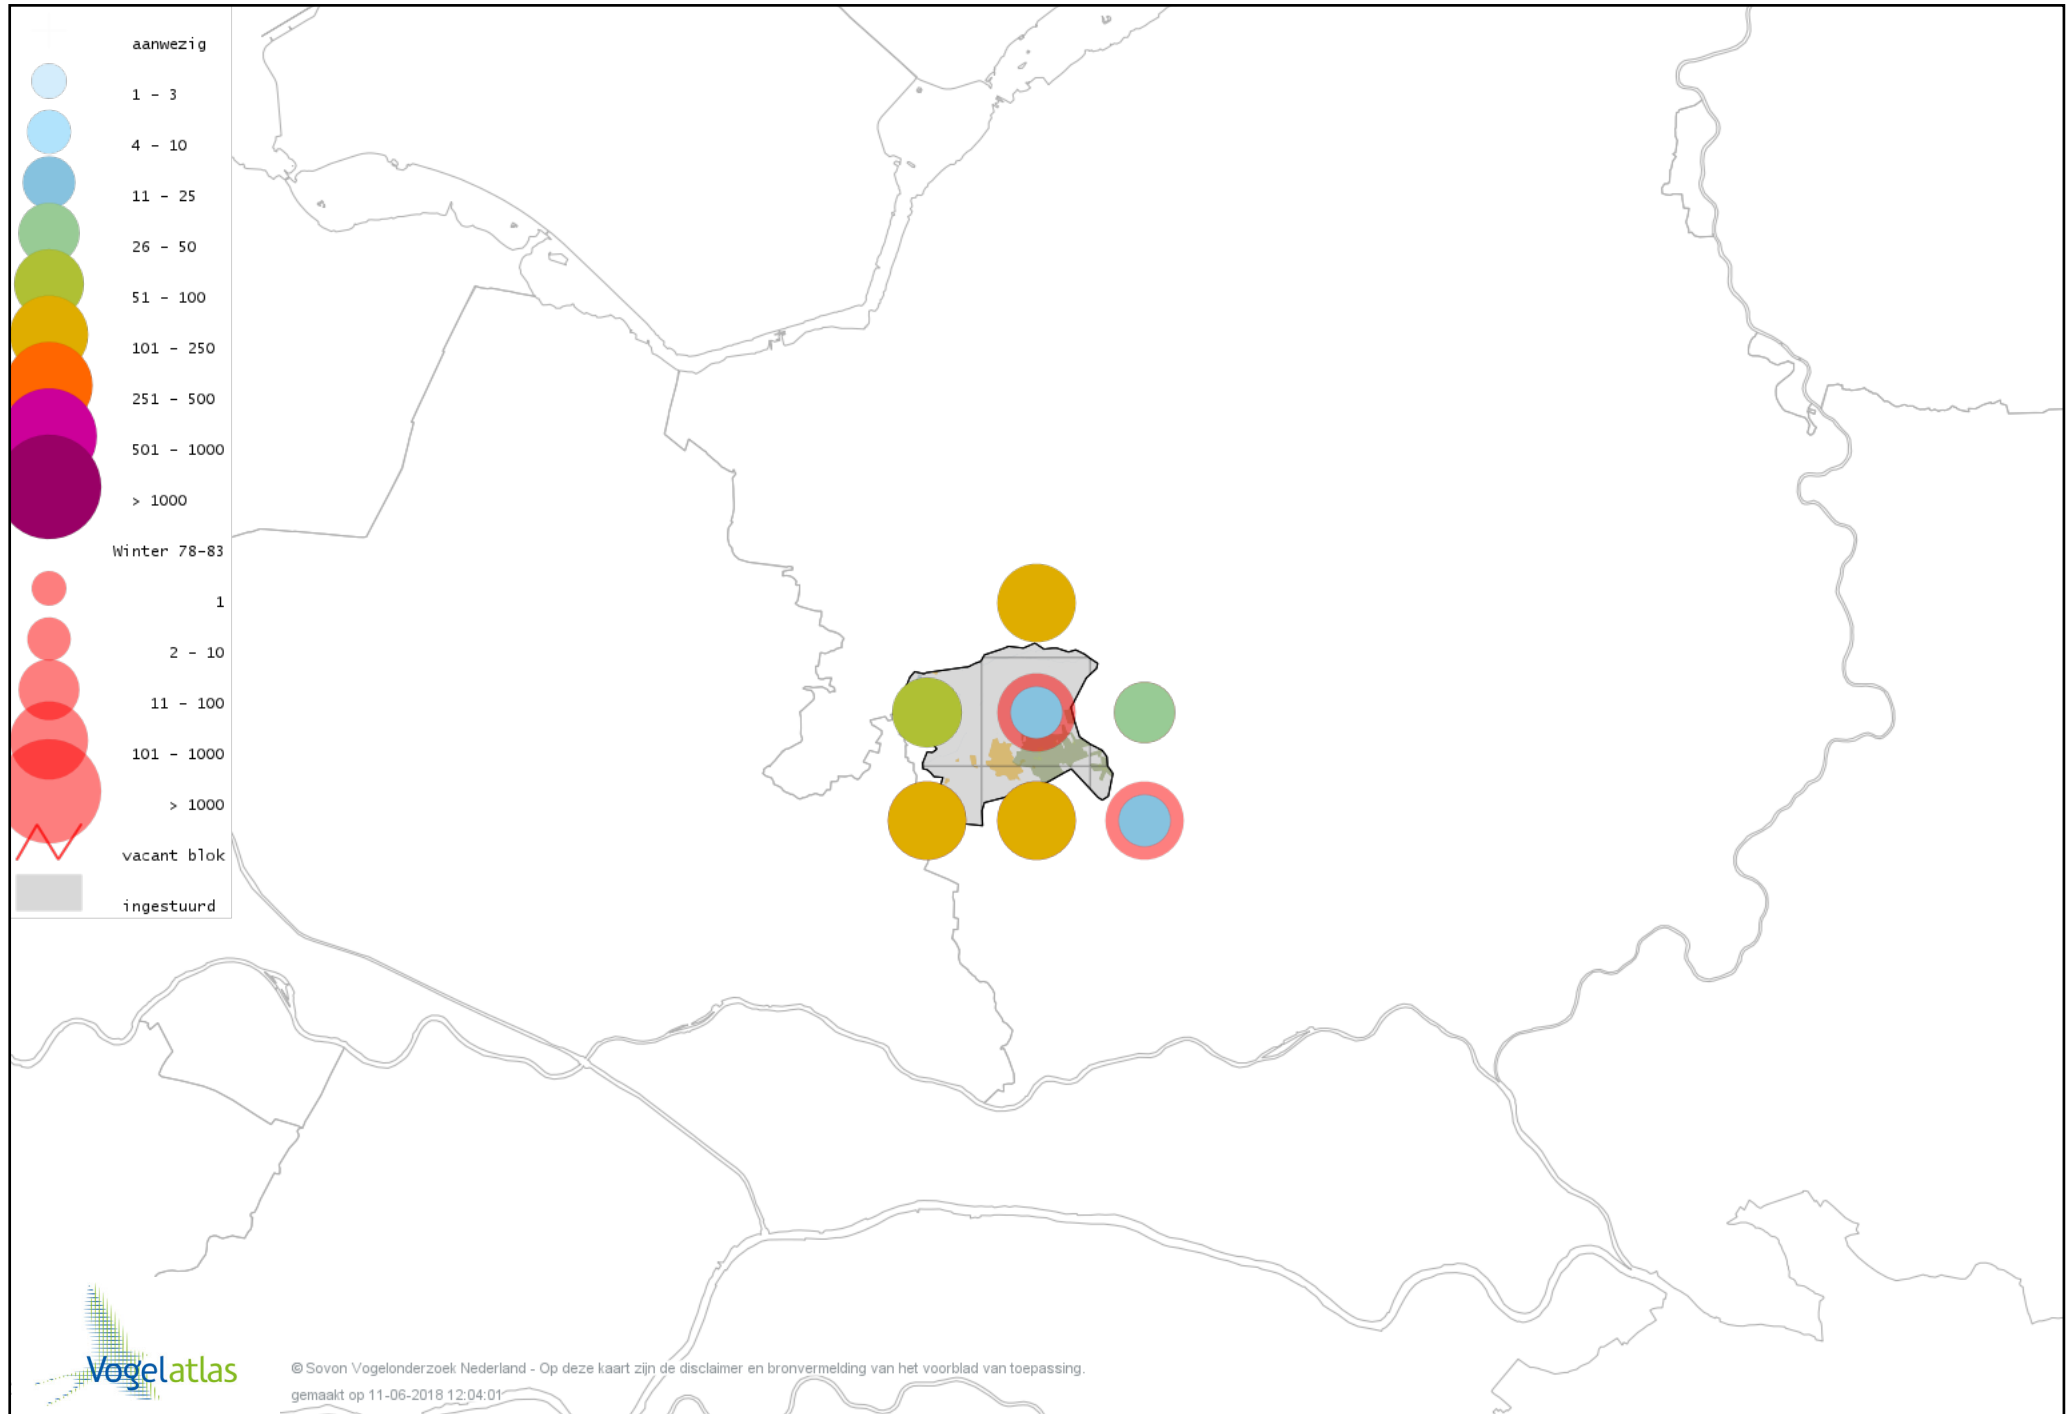 aanwezig
1 - 3
4 - 10
11 - 25
26 - 50
51 - 100
101 - 250
251 - 500
501 - 1000
> 1000
Winter 78-83
1
2 - 10
11 - 100
101 - 1000
> 1000
vacant blok
ingestuurd
Vogelatlas
© Sovon Vogelonderzoek Nederland - Op deze kaart zijn de disclaimer en bronvermelding van het voorblad van toepassing.
gemaakt op 11-06-2018 12:04:01